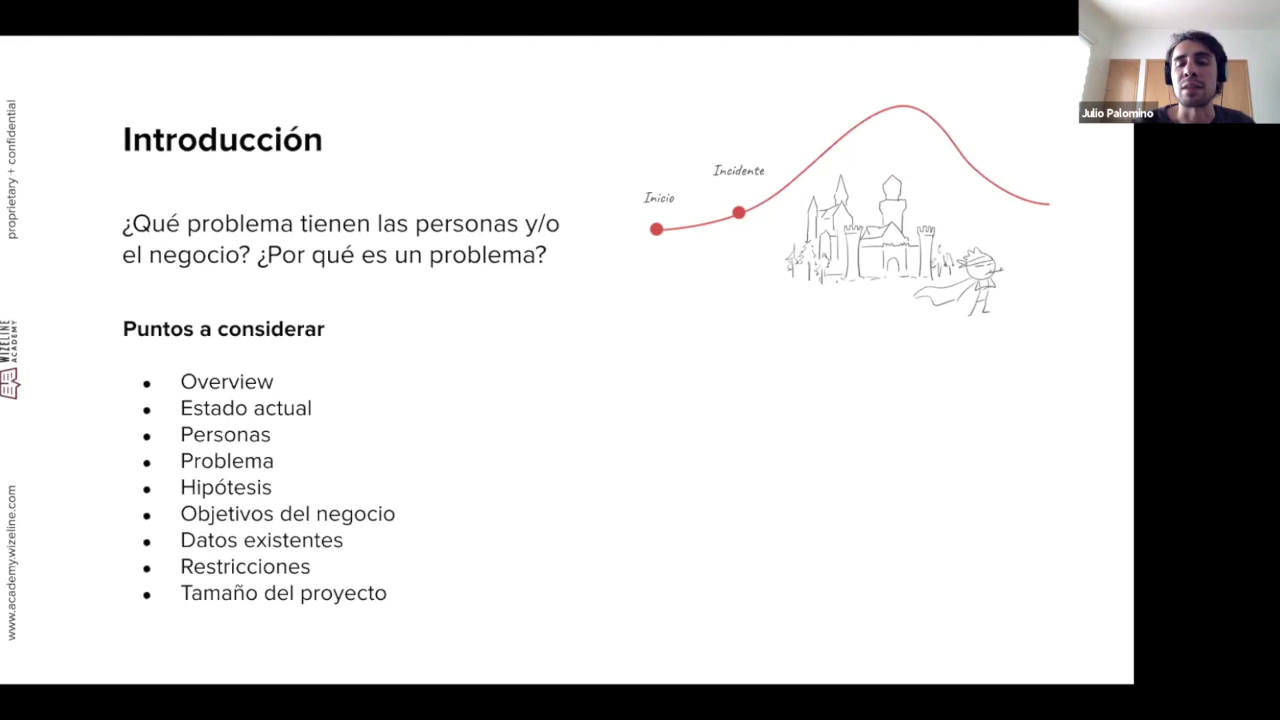 Introducción
¿Qué problema tienen las personas y/o
el negocio? ¿Por qué es un problema?
Puntos a considerar
Overview
Estado actual
Personas
Problema
Hipótesis
Objetivos del negocio
Datos existentes
Restricciones
Tamaño del proyecto
Inicio
Incidente
Julio Palomino
proprietary + confidential
WIZELINE
ACADEMY
www.academy.wizeline.com